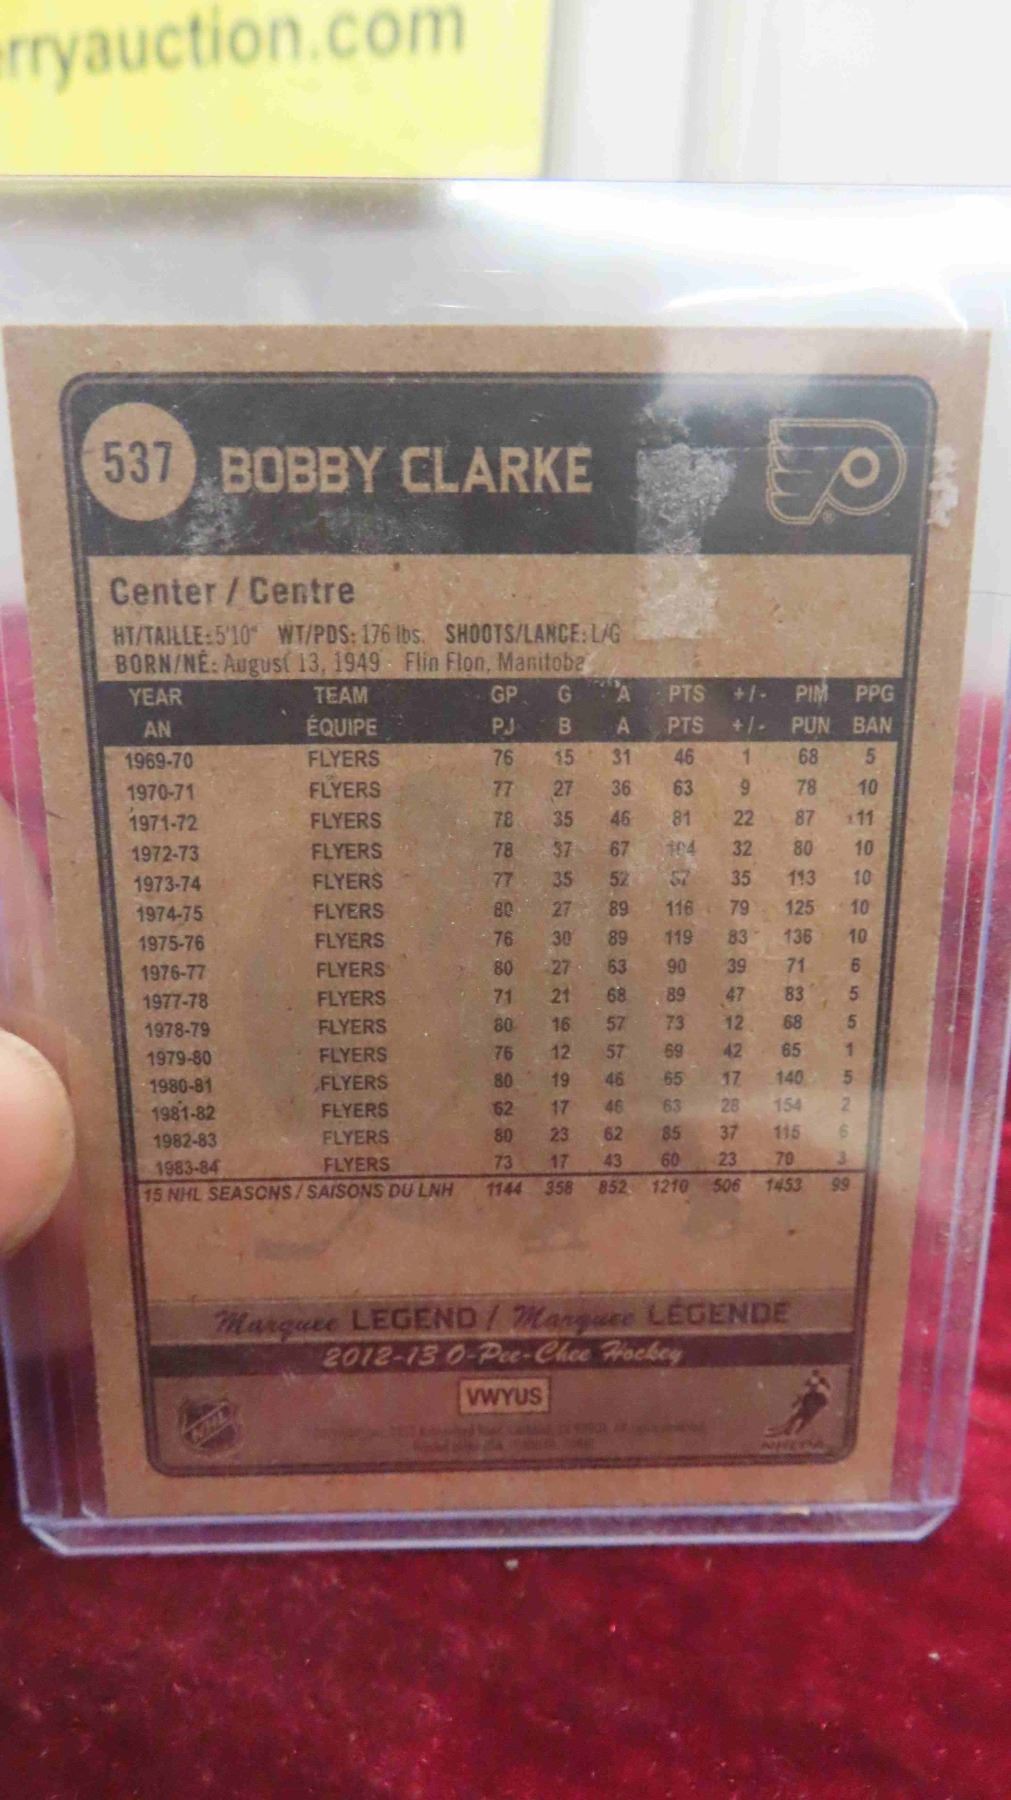 rryauction.com
537 BOBBY CLARKE
Center / Centre
HT/TAILLE: 5'10" WT/PDS: 176 lbs. SHOOTS/LANCE: L/G
BORN/NÉ: August 13, 1949 Flin Flon, Manitoba
YEAR TEAM GP G A PTS +/- PIM PPG
AN ÉQUIPE PJ B A PTS +/- PUN BAN
1969-70 FLYERS 76 15 31 46 1 68 5
1970-71 FLYERS 77 27 36 63 9 78 10
1971-72 FLYERS 78 35 46 81 22 87 11
1972-73 FLYERS 78 37 67 104 32 80 10
1973-74 FLYERS 77 35 52 87 35 113 10
1974-75 FLYERS 80 27 89 116 79 125 10
1975-76 FLYERS 76 30 89 119 83 136 10
1976-77 FLYERS 80 27 63 90 39 71 6
1977-78 FLYERS 71 21 68 89 47 83 5
1978-79 FLYERS 80 16 57 73 12 68 5
1979-80 FLYERS 76 12 57 69 42 65 1
1980-81 FLYERS 80 19 46 65 17 140 5
1981-82 FLYERS 62 17 46 63 28 154 2
1982-83 FLYERS 80 23 62 85 37 115 6
1983-84 FLYERS 73 17 43 60 23 70 3
15 NHL SEASONS / SAISONS DU LNH 1144 358 852 1210 506 1453 99
Marquee LEGEND / Marquee LÉGENDE
2012-13 O-Pee-Chee Hockey
VWYUS
NHL
NHLPA